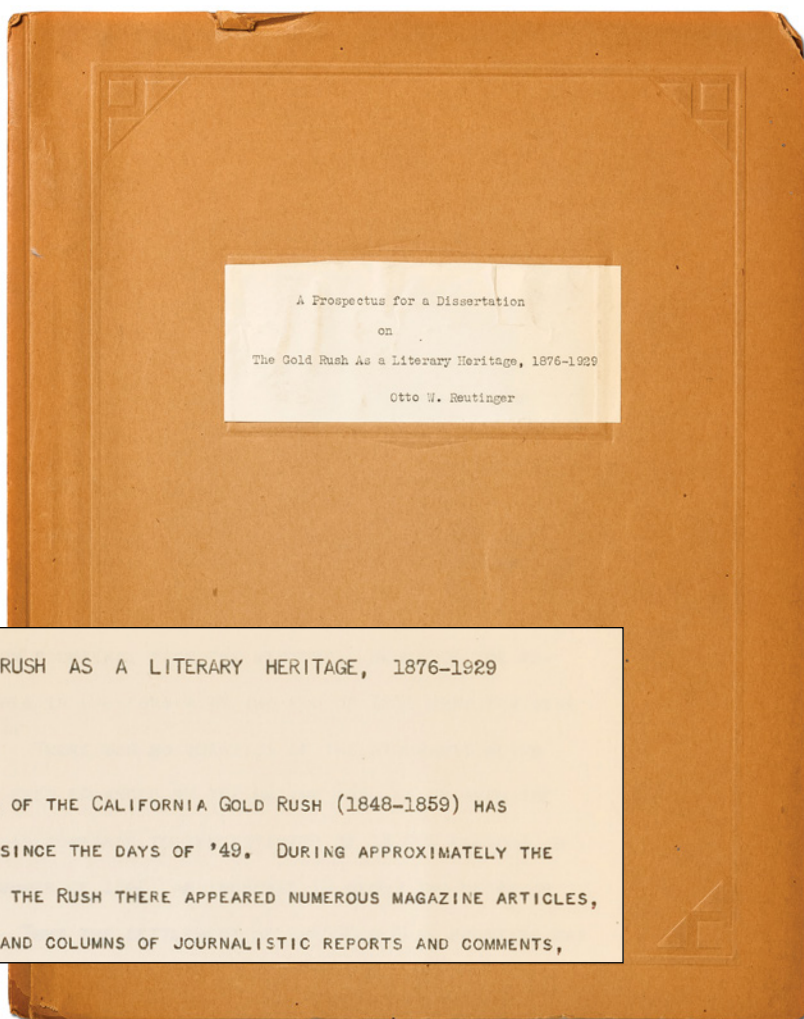 A Prospectus for a Dissertation
on
The Gold Rush As a Literary Heritage, 1876-1929
Otto W. Reutinger
RUSH AS A LITERARY HERITAGE, 1876-1929
OF THE CALIFORNIA GOLD RUSH (1848-1859) HAS
SINCE THE DAYS OF '49. DURING APPROXIMATELY THE
THE RUSH THERE APPEARED NUMEROUS MAGAZINE ARTICLES,
AND COLUMNS OF JOURNALISTIC REPORTS AND COMMENTS,